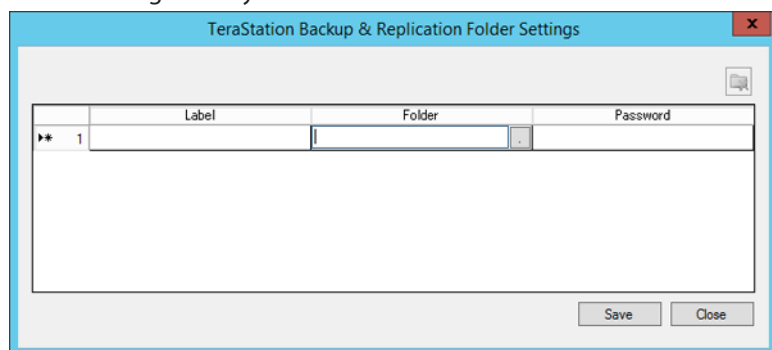 TeraStation Backup & Replication Folder Settings
x
Label Folder Password
1 .
Save Close